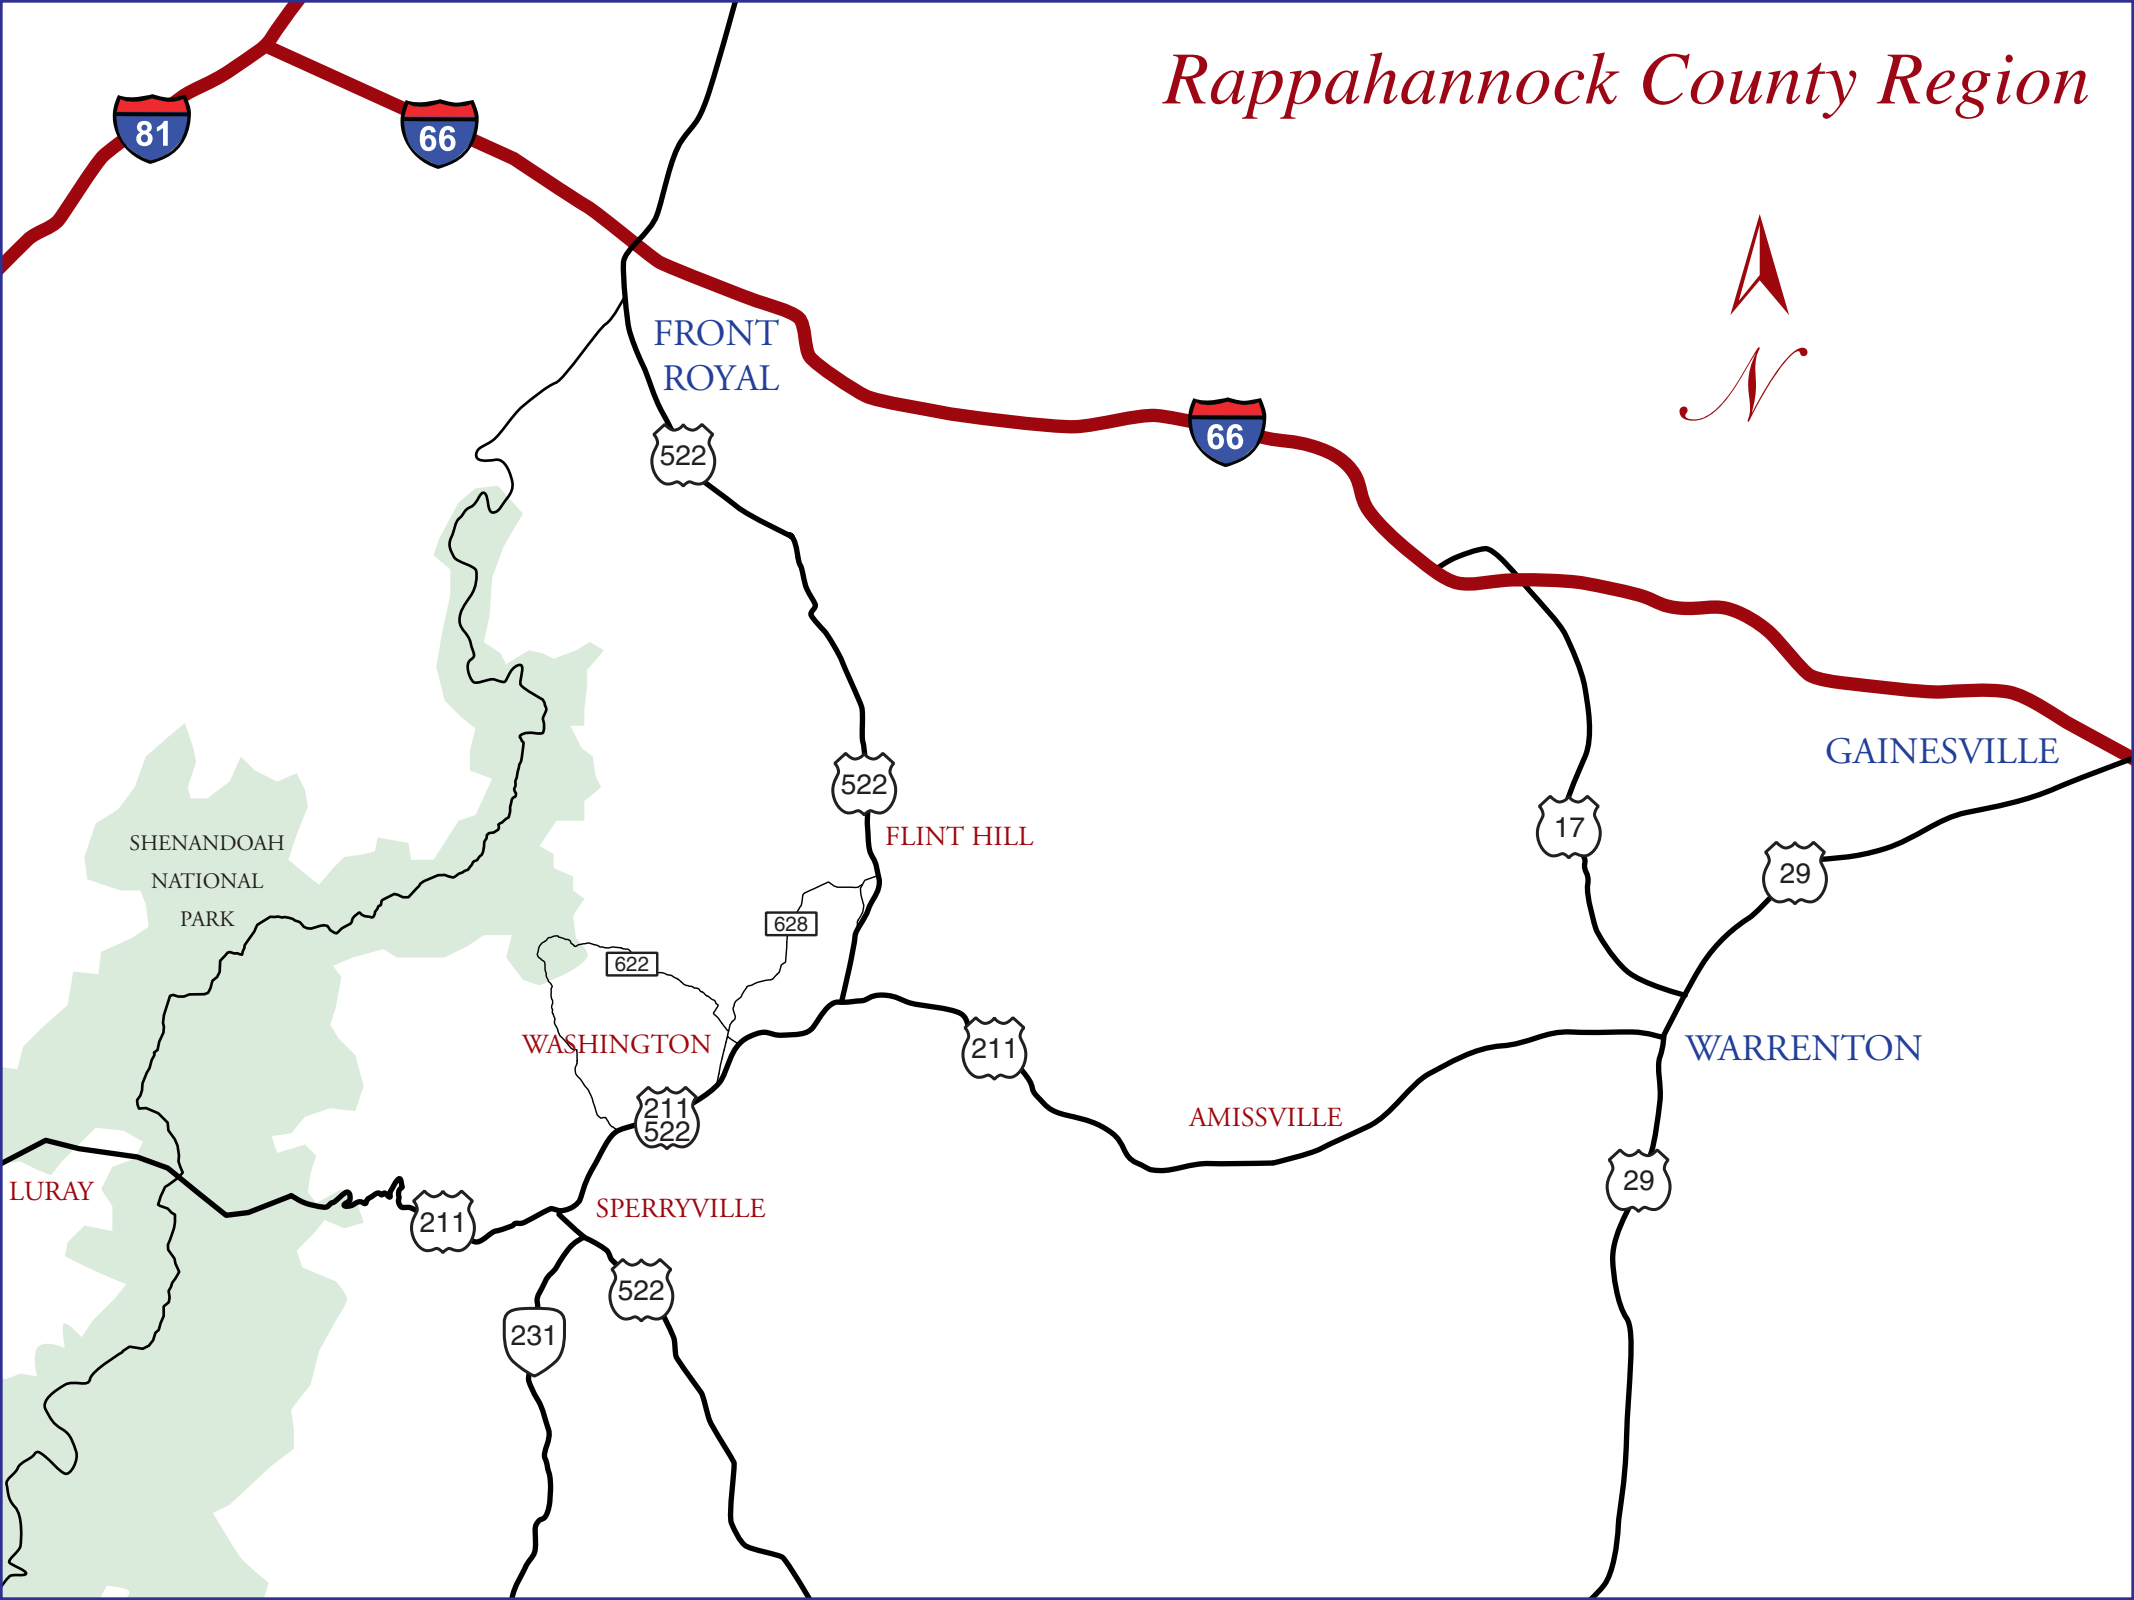 Rappahannock County Region
81
66
N
FRONT
ROYAL
66
522
GAINESVILLE
522
17
FLINT HILL
SHENANDOAH
NATIONAL
PARK
29
628
622
WASHINGTON
211
WARRENTON
211
522
AMISSVILLE
LURAY
29
SPERRYVILLE
211
522
231